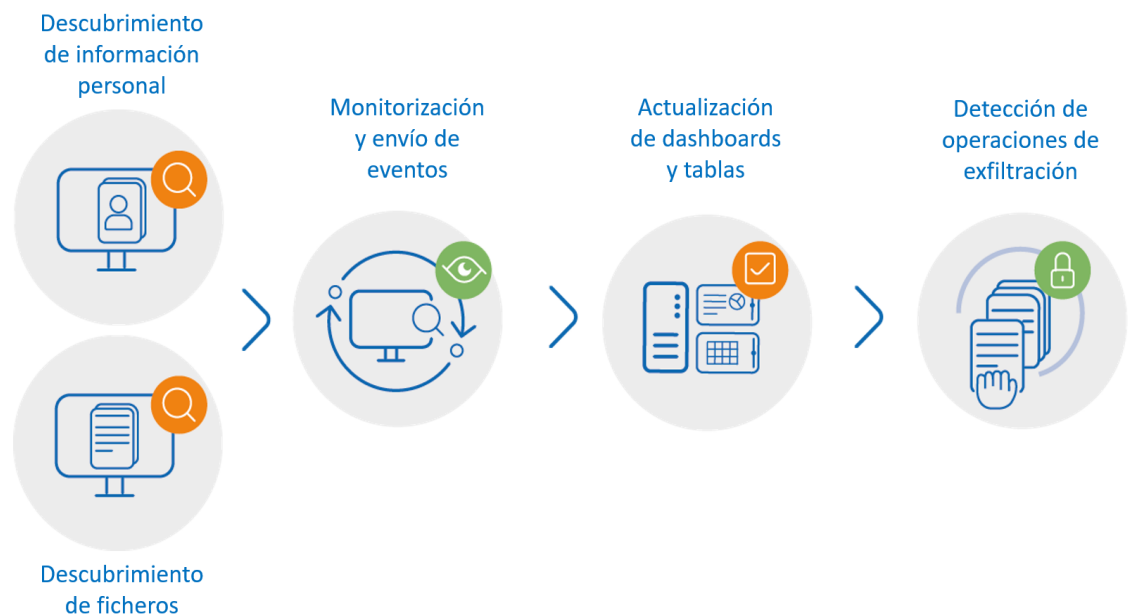 Descubrimiento
de información
personal
Monitorización
y envío de
eventos
Actualización
de dashboards
y tablas
Detección de
operaciones de
exfiltración
Descubrimiento
de ficheros